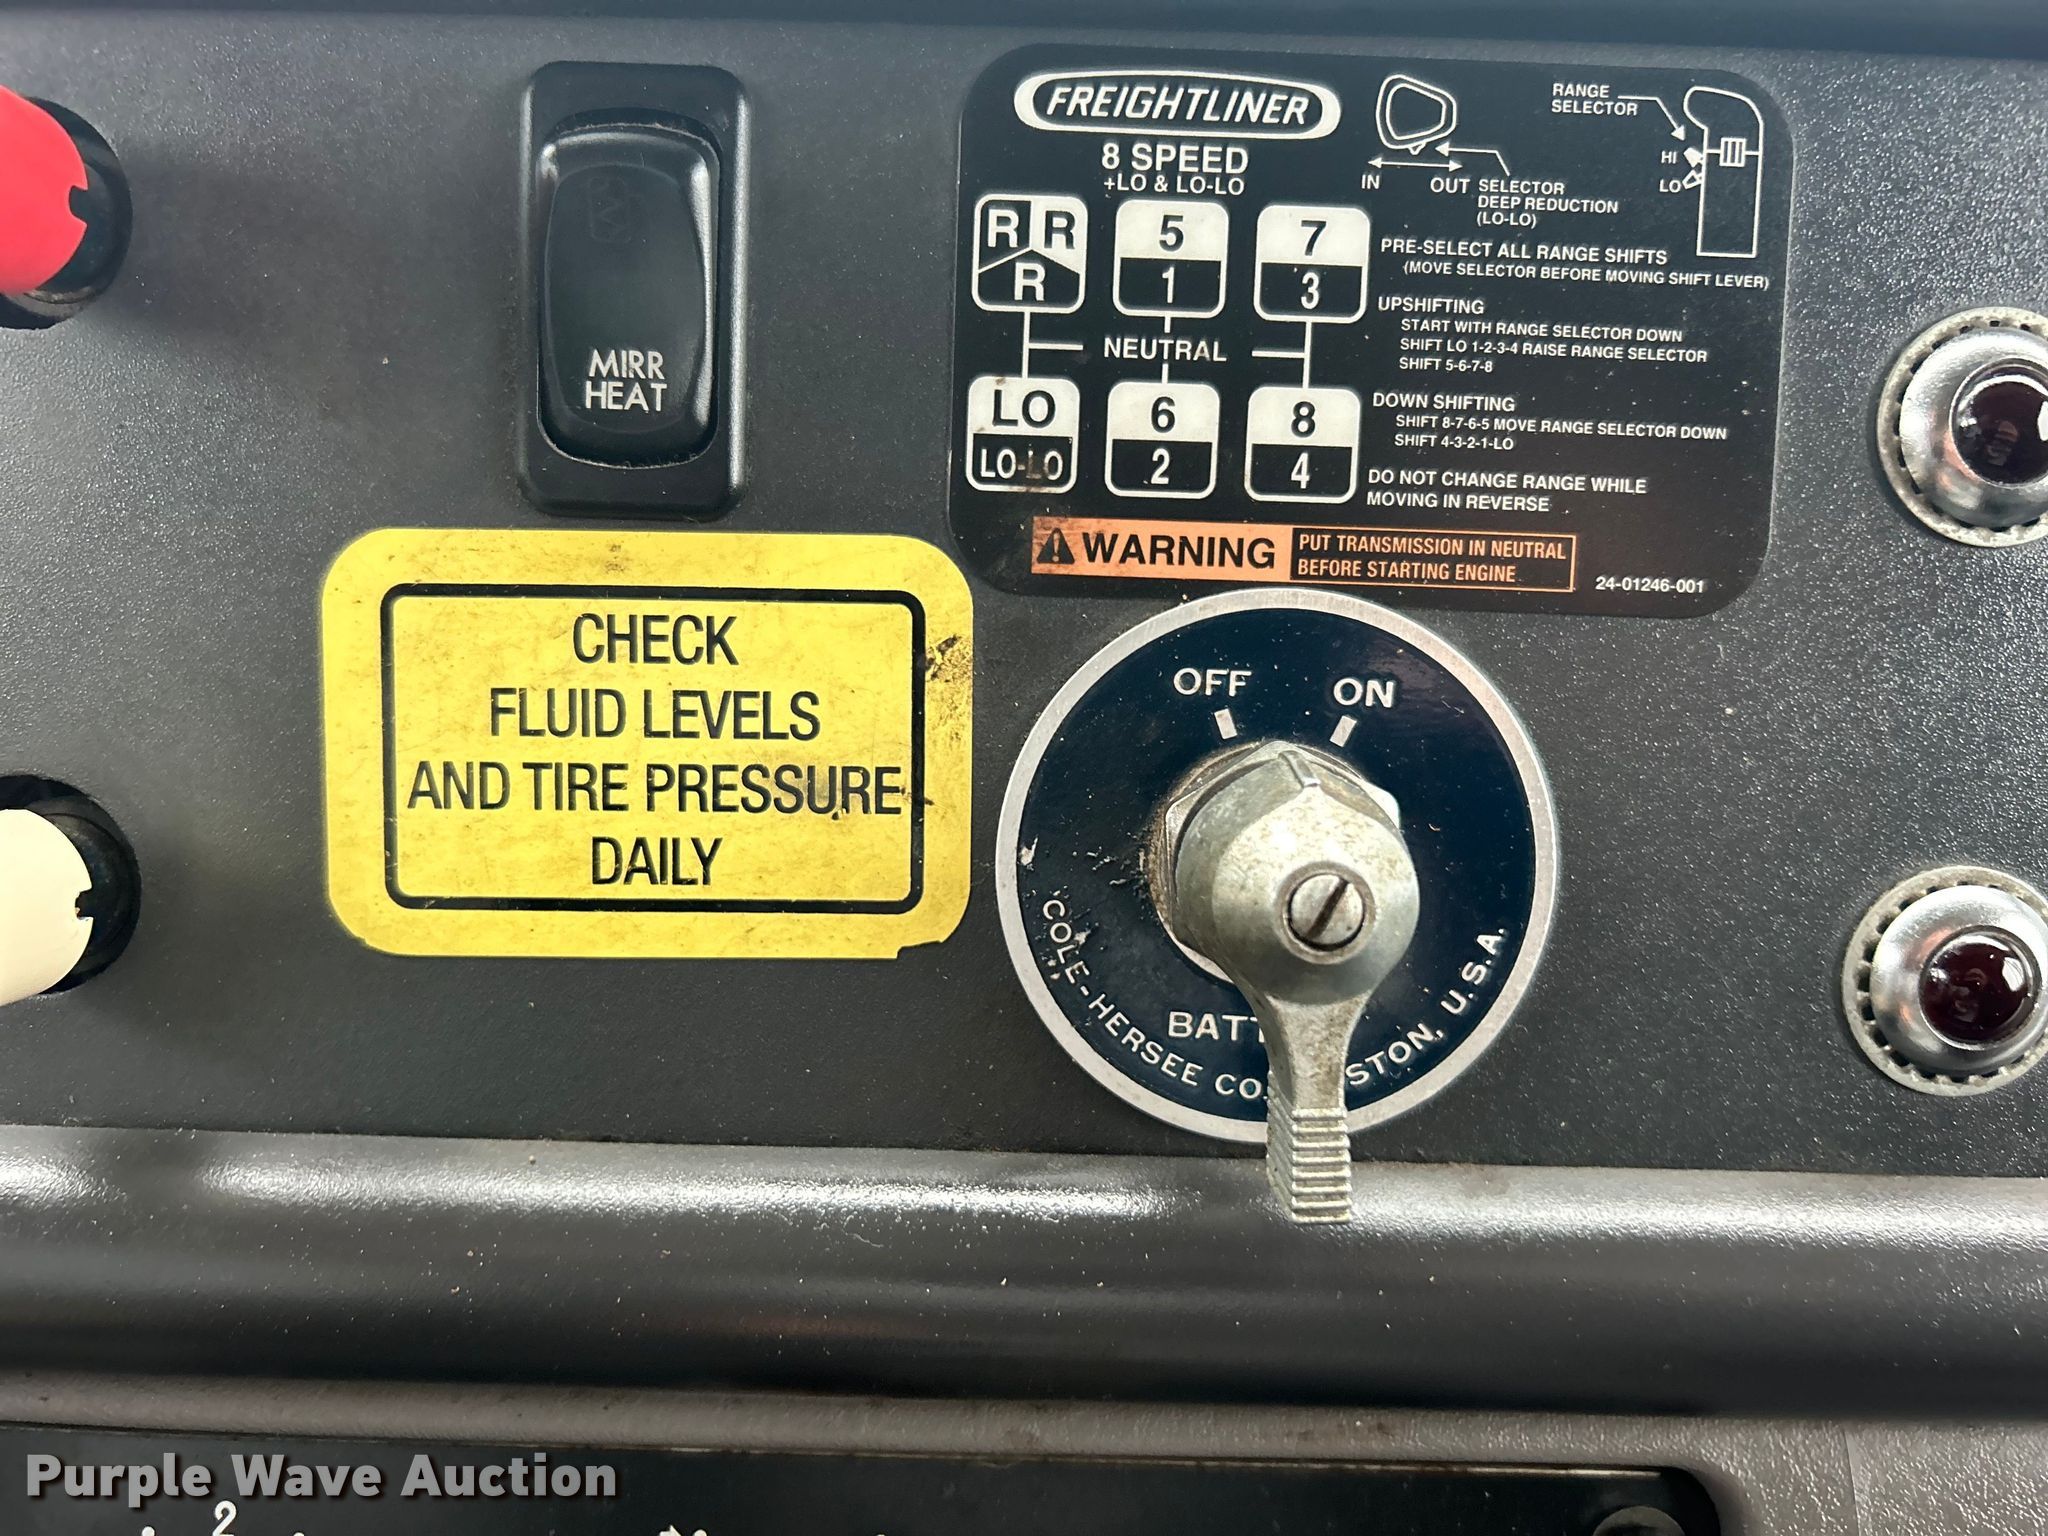 MIRR
HEAT
FREIGHTLINER
8 SPEED
+LO & LO-LO
R R
R
5
1
7
3
NEUTRAL
LO
LO-LO
6
2
8
4
IN
OUT
SELECTOR
DEEP REDUCTION
(LO-LO)
RANGE
SELECTOR
HI
LO
PRE-SELECT ALL RANGE SHIFTS
(MOVE SELECTOR BEFORE MOVING SHIFT LEVER)
UPSHIFTING
START WITH RANGE SELECTOR DOWN
SHIFT LO 1-2-3-4 RAISE RANGE SELECTOR
SHIFT 5-6-7-8
DOWN SHIFTING
SHIFT 8-7-6-5 MOVE RANGE SELECTOR DOWN
SHIFT 4-3-2-1-LO
DO NOT CHANGE RANGE WHILE
MOVING IN REVERSE
WARNING
PUT TRANSMISSION IN NEUTRAL
BEFORE STARTING ENGINE
24-01246-001
CHECK
FLUID LEVELS
AND TIRE PRESSURE
DAILY
OFF
ON
BATT
COLE-HERSEE CO. STON, U.S.A.
Purple Wave Auction
2